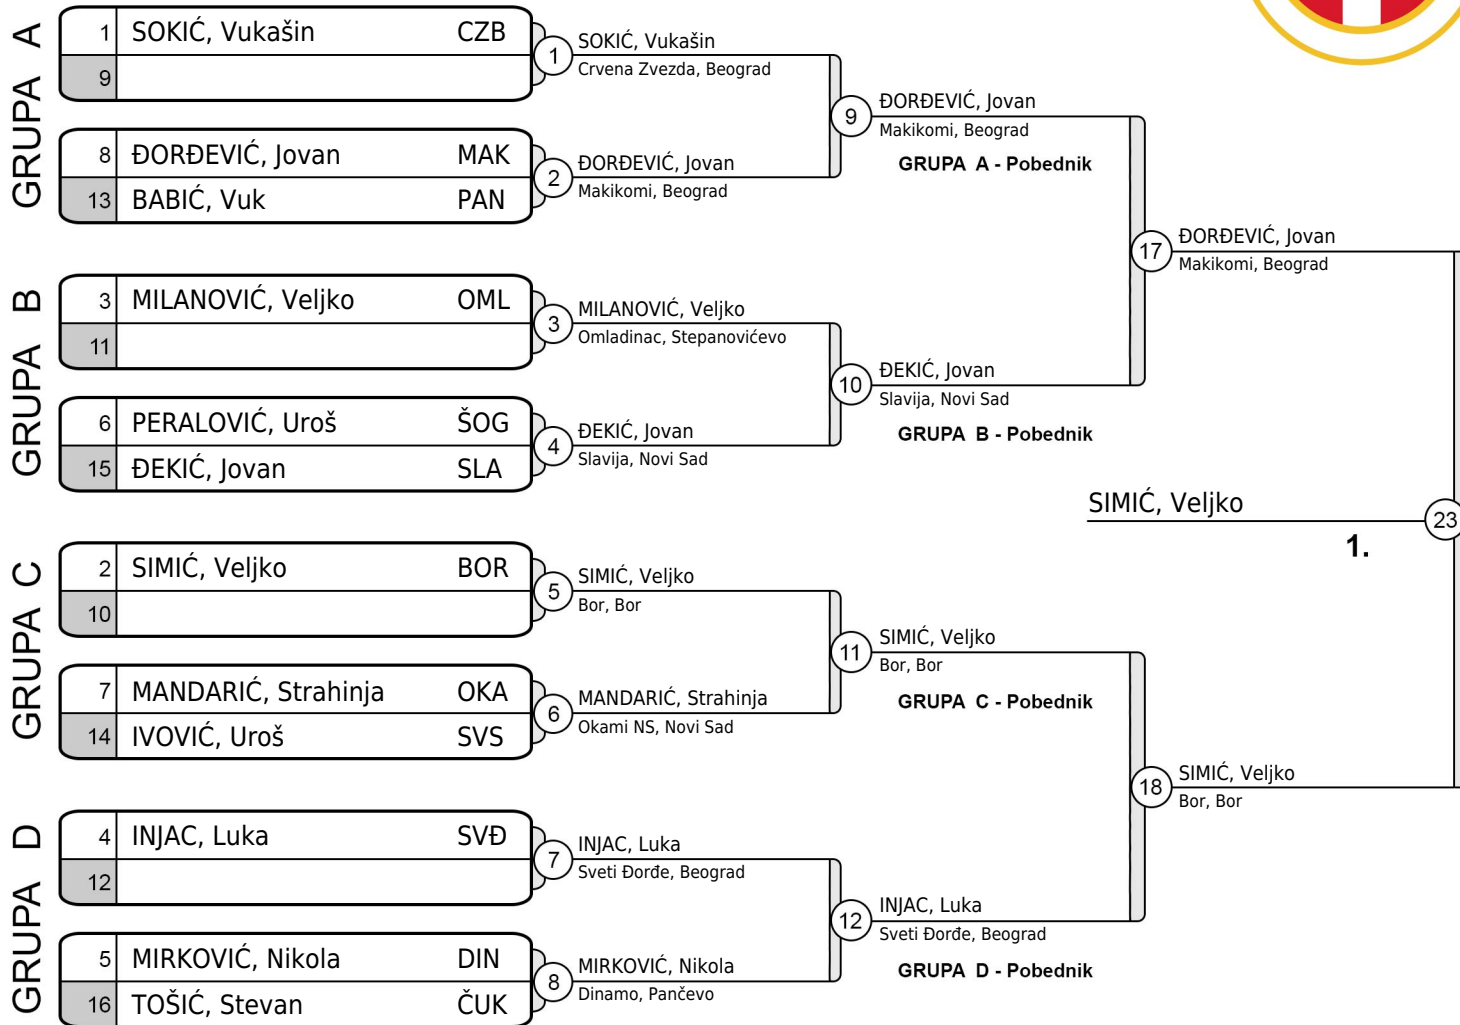 GRUPA A
1 SOKIĆ, Vukašin CZB
9
8 ĐORĐEVIĆ, Jovan MAK
13 BABIĆ, Vuk PAN
1
SOKIĆ, Vukašin
Crvena Zvezda, Beograd
2
ĐORĐEVIĆ, Jovan
Makikomi, Beograd
9
ĐORĐEVIĆ, Jovan
Makikomi, Beograd
GRUPA A - Pobednik
GRUPA B
3 MILANOVIĆ, Veljko OML
11
6 PERALOVIĆ, Uroš ŠOG
15 ĐEKIĆ, Jovan SLA
3
MILANOVIĆ, Veljko
Omladinac, Stepanovićevo
4
ĐEKIĆ, Jovan
Slavija, Novi Sad
10
ĐEKIĆ, Jovan
Slavija, Novi Sad
GRUPA B - Pobednik
17
ĐORĐEVIĆ, Jovan
Makikomi, Beograd
GRUPA C
2 SIMIĆ, Veljko BOR
10
7 MANDARIĆ, Strahinja OKA
14 IVOVIĆ, Uroš SVS
5
SIMIĆ, Veljko
Bor, Bor
6
MANDARIĆ, Strahinja
Okami NS, Novi Sad
11
SIMIĆ, Veljko
Bor, Bor
GRUPA C - Pobednik
GRUPA D
4 INJAC, Luka SVĐ
12
5 MIRKOVIĆ, Nikola DIN
16 TOŠIĆ, Stevan ČUK
7
INJAC, Luka
Sveti Đorđe, Beograd
8
MIRKOVIĆ, Nikola
Dinamo, Pančevo
12
INJAC, Luka
Sveti Đorđe, Beograd
GRUPA D - Pobednik
18
SIMIĆ, Veljko
Bor, Bor
SIMIĆ, Veljko
23
1.